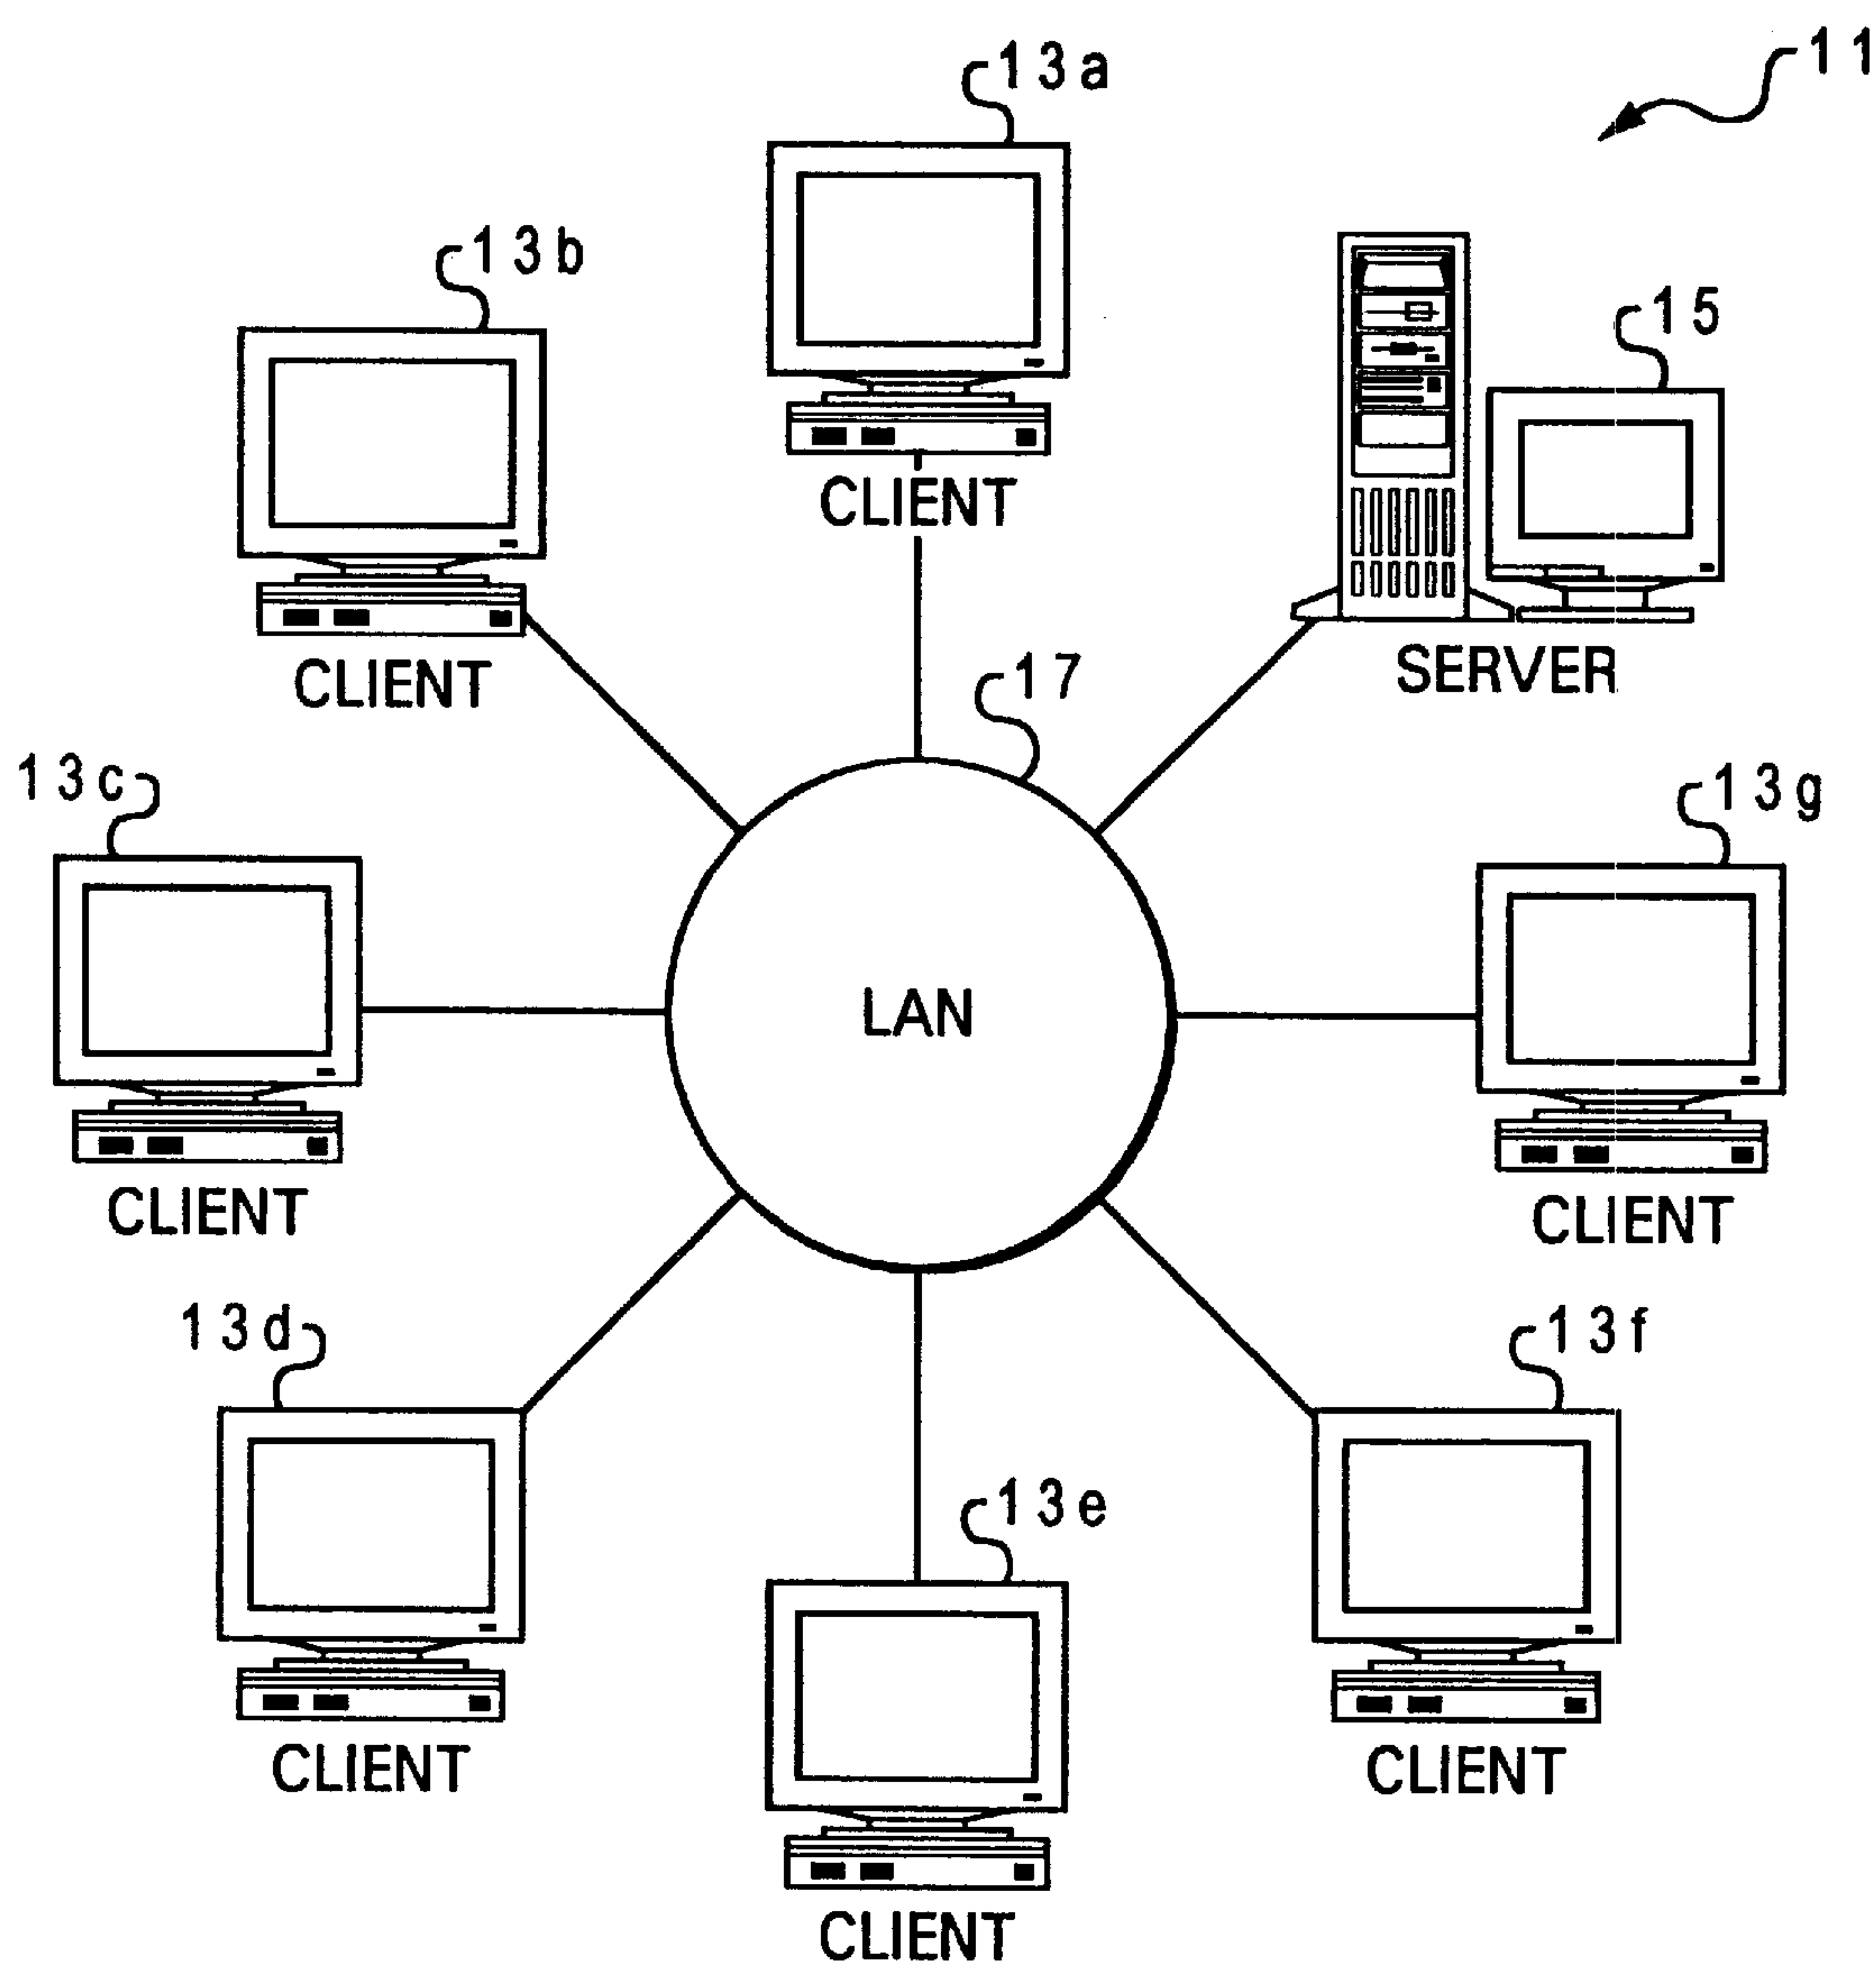 11
13a
13b
15
CLIENT
CLIENT
SERVER
17
13c
13g
LAN
CLIENT
CLIENT
13d
13f
13e
CLIENT
CLIENT
CLIENT